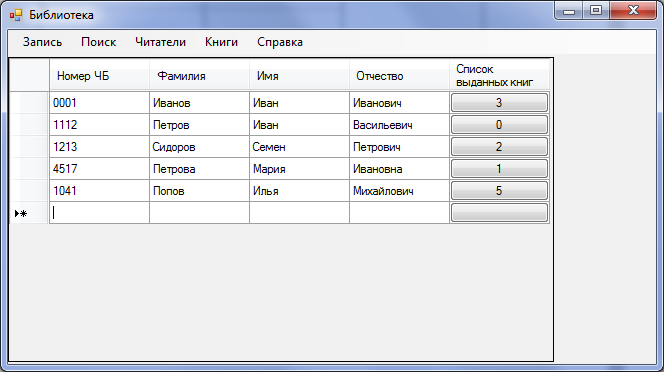 Библиотека
Запись Поиск Читатели Книги Справка
Номер ЧБ Фамилия Имя Отчество Список
выданных книг
0001 Иванов Иван Иванович 3
1112 Петров Иван Васильевич 0
1213 Сидоров Семен Петрович 2
4517 Петрова Мария Ивановна 1
1041 Попов Илья Михайлович 5